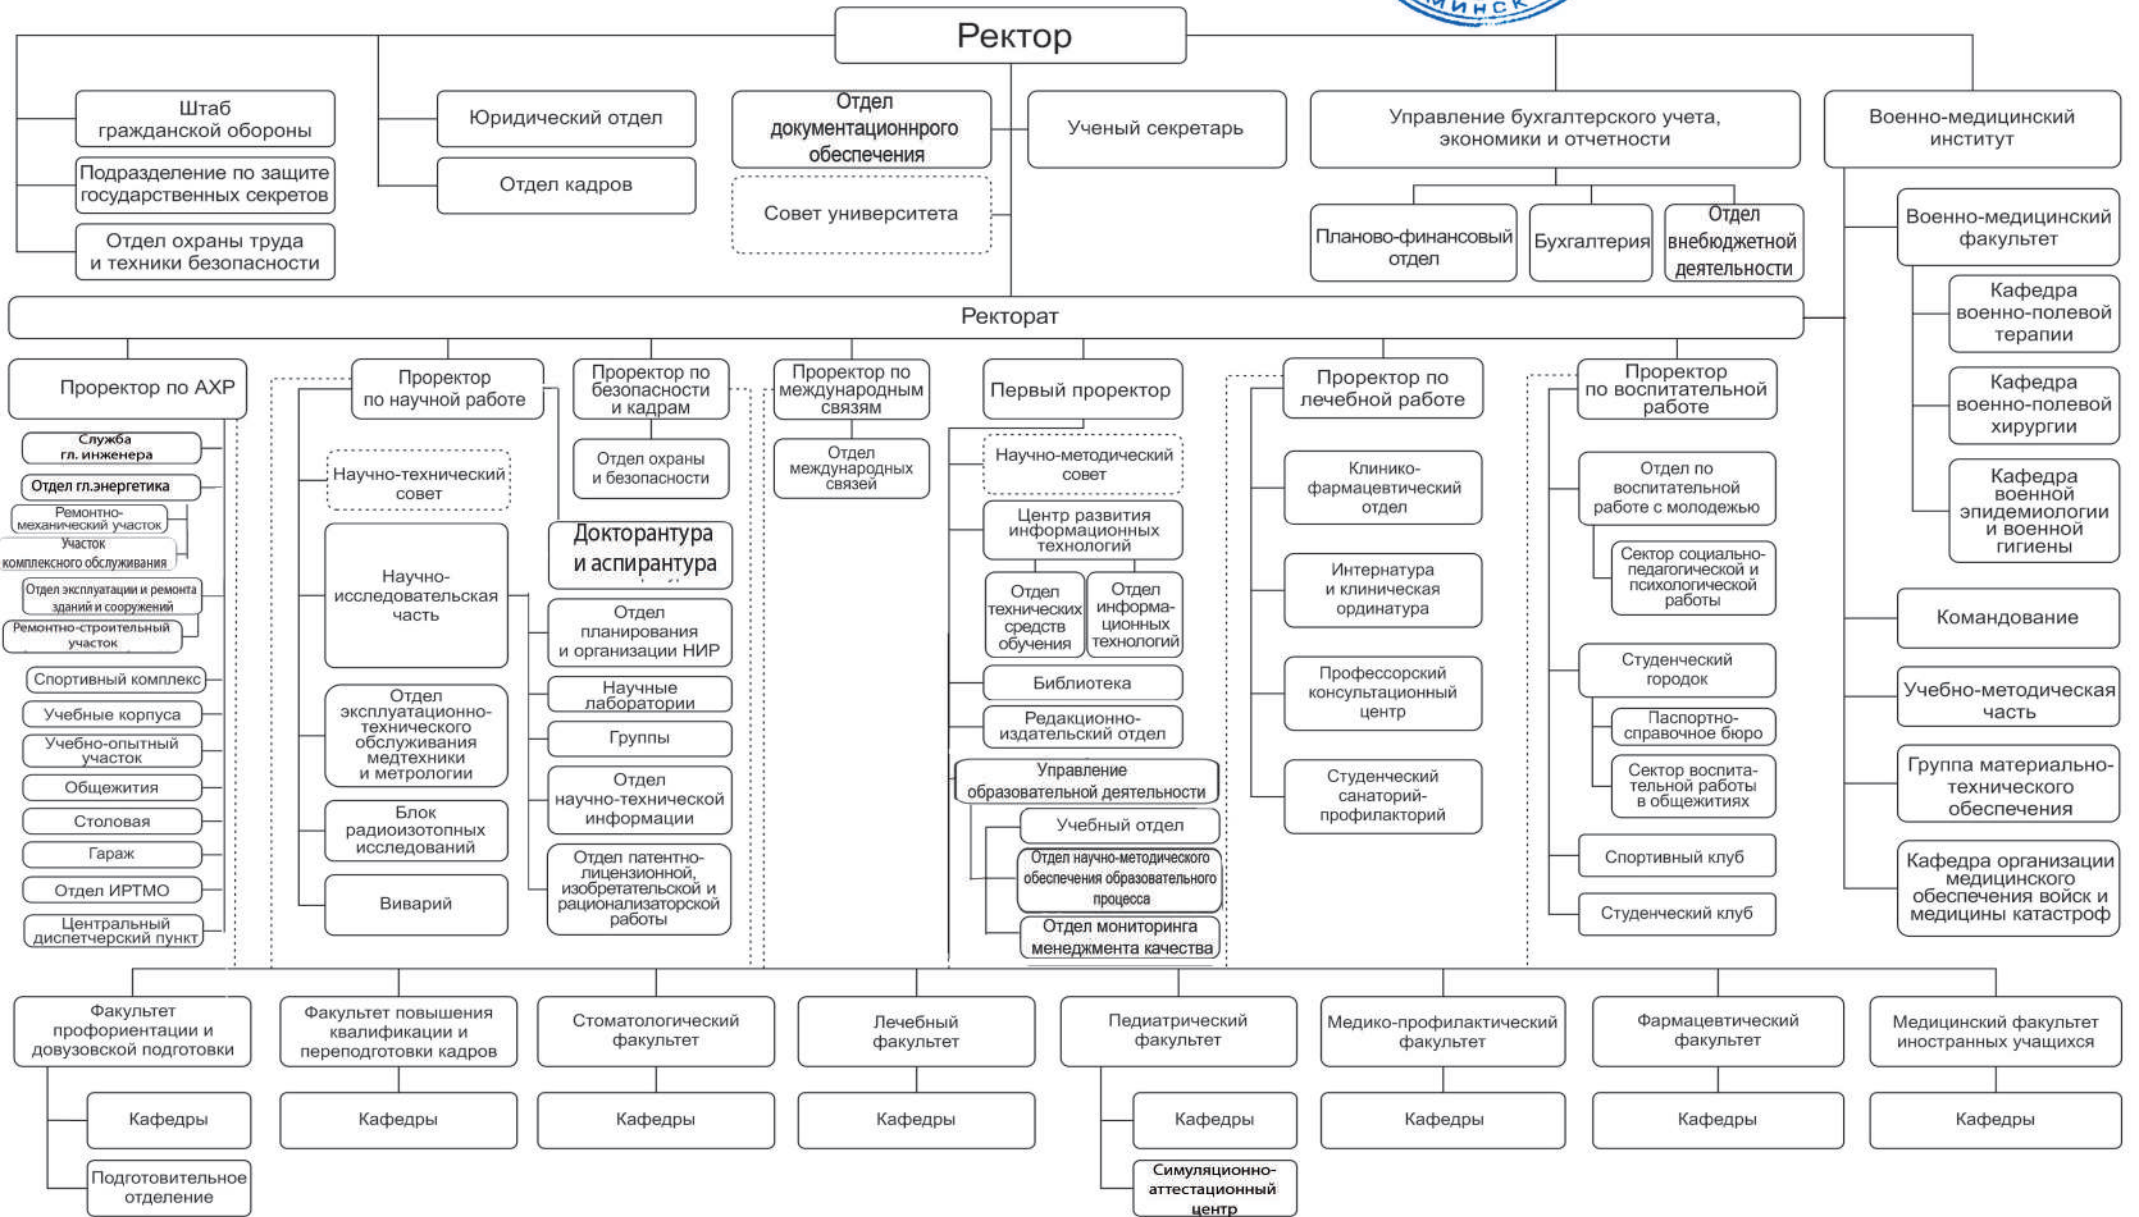 МИНСК
Ректор
Штаб
гражданской обороны
Подразделение по защите
государственных секретов
Отдел охраны труда
и техники безопасности
Юридический отдел
Отдел кадров
Отдел
документационнрого
обеспечения
Совет университета
Ученый секретарь
Управление бухгалтерского учета,
экономики и отчетности
Планово-финансовый
отдел
Бухгалтерия
Отдел
внебюджетной
деятельности
Военно-медицинский
институт
Военно-медицинский
факультет
Кафедра
военно-полевой
терапии
Кафедра
военно-полевой
хирургии
Кафедра
военной
эпидемиологии
и военной
гигиены
Командование
Учебно-методическая
часть
Группа материально-
технического
обеспечения
Кафедра организации
медицинского
обеспечения войск и
медицины катастроф
Ректорат
Проректор по АХР
Служба
гл. инженера
Отдел гл.энергетика
Ремонтно-
механический участок
Участок
комплексного обслуживания
Отдел эксплуатации и ремонта
зданий и сооружений
Ремонтно-строительный
участок
Спортивный комплекс
Учебные корпуса
Учебно-опытный
участок
Общежития
Столовая
Гараж
Отдел ИРТМО
Центральный
диспетчерский пункт
Проректор
по научной работе
Научно-технический
совет
Научно-
исследовательская
часть
Отдел
эксплуатационно-
технического
обслуживания
медтехники
и метрологии
Блок
радиоизотопных
исследований
Виварий
Докторантура
и аспирантура
Отдел
планирования
и организации НИР
Научные
лаборатории
Группы
Отдел
научно-технической
информации
Отдел патентно-
лицензионной,
изобретательской и
рационализаторской
работы
Проректор по
безопасности
и кадрам
Отдел охраны
и безопасности
Проректор по
международным
связям
Отдел
международных
связей
Первый проректор
Научно-методический
совет
Центр развития
информационных
технологий
Отдел
технических
средств
обучения
Отдел
информа-
ционных
технологий
Библиотека
Редакционно-
издательский отдел
Управление
образовательной деятельности
Учебный отдел
Отдел научно-методического
обеспечения образовательного
процесса
Отдел мониторинга
менеджмента качества
Проректор по
лечебной работе
Клинико-
фармацевтический
отдел
Интернатура
и клиническая
ординатура
Профессорский
консультационный
центр
Студенческий
санаторий-
профилакторий
Проректор
по воспитательной
работе
Отдел по
воспитательной
работе с молодежью
Сектор социально-
педагогической и
психологической
работы
Студенческий
городок
Паспортно-
справочное бюро
Сектор воспита-
тельной работы
в общежитиях
Спортивный клуб
Студенческий клуб
Факультет
профориентации и
довузовской подготовки
Кафедры
Подготовительное
отделение
Факультет повышения
квалификации и
переподготовки кадров
Кафедры
Стоматологический
факультет
Кафедры
Лечебный
факультет
Кафедры
Педиатрический
факультет
Кафедры
Симуляционно-
аттестационный
центр
Медико-профилактический
факультет
Кафедры
Фармацевтический
факультет
Кафедры
Медицинский факультет
иностранных учащихся
Кафедры